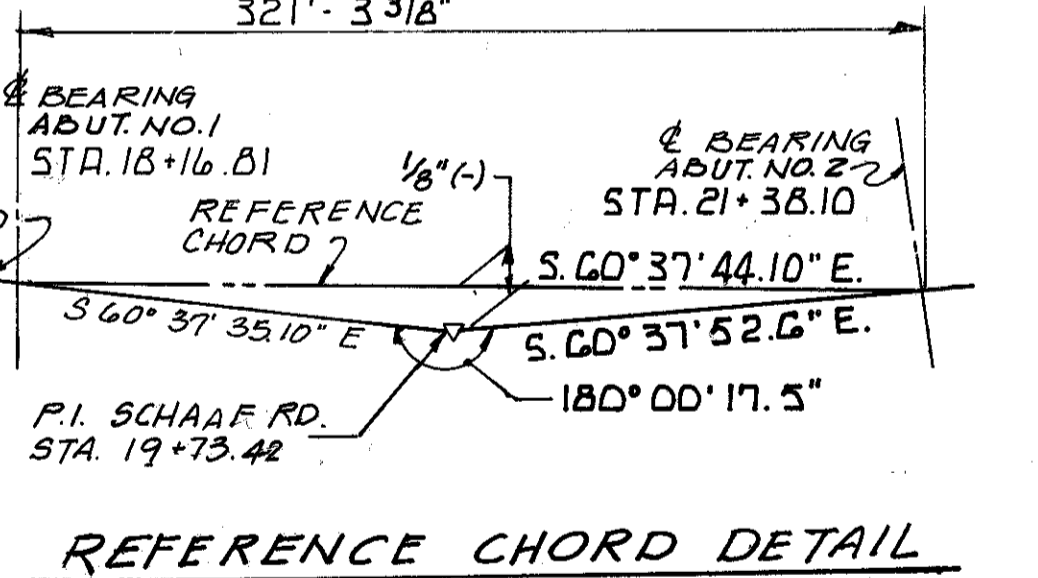 321'- 3 3/8"
℄ BEARING
ABUT. NO. 1
STA. 18+16.81
1/8" (-)
℄ BEARING
ABUT. NO. 2
STA. 21+38.10
REFERENCE
CHORD
S. 60° 37' 44.10" E.
S 60° 37' 35.10" E
S. 60° 37' 52.6" E.
180° 00' 17.5"
P.I. SCHAAF RD.
STA. 19+73.42
REFERENCE CHORD DETAIL